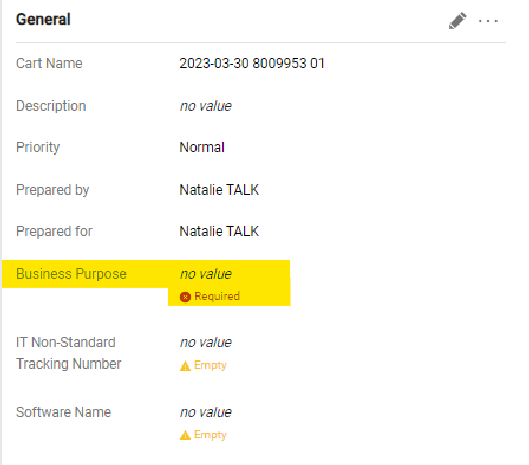 General
Cart Name 2023-03-30 8009953 01
Description no value
Priority Normal
Prepared by Natalie TALK
Prepared for Natalie TALK
Business Purpose no value
Required
IT Non-Standard no value
Tracking Number Empty
Software Name no value
Empty